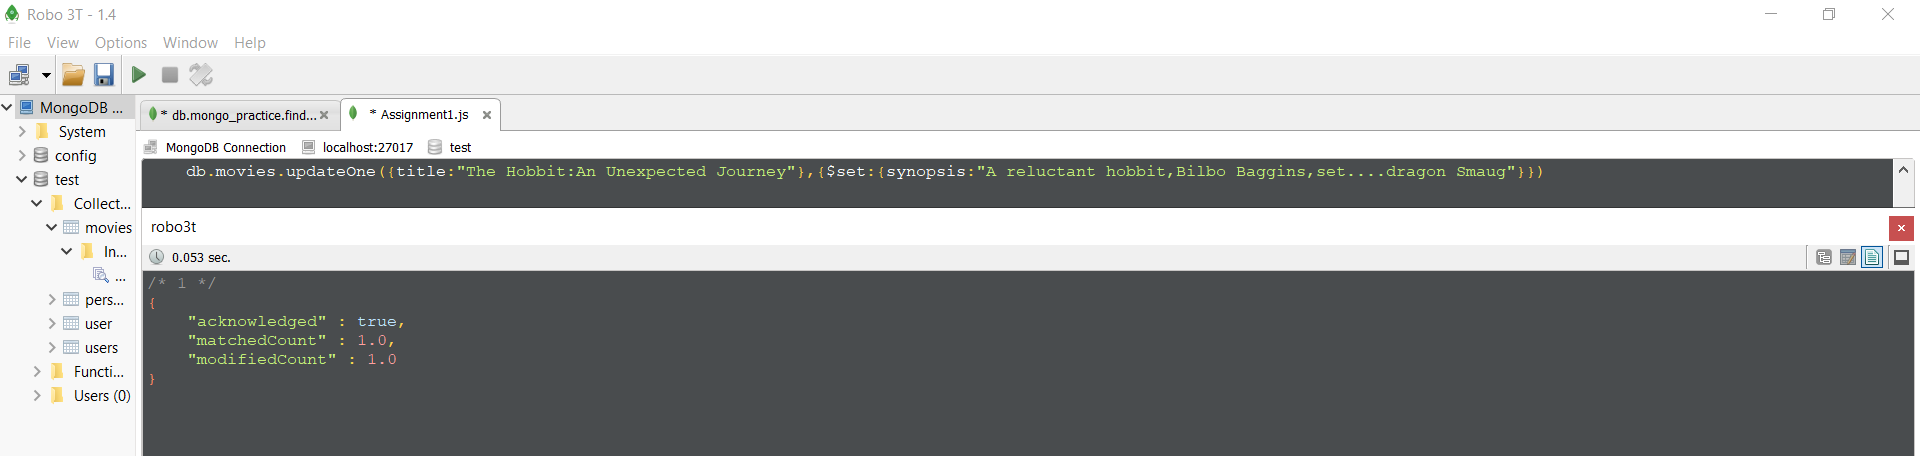 Robo 3T - 1.4
File View Options Window Help
MongoDB ...
System
config
test
Collect...
movies
In...
...
pers...
user
users
Functi...
Users (0)
* db.mongo_practice.find...
* Assignment1.js
MongoDB Connection localhost:27017 test
db.movies.updateOne({title:"The Hobbit:An Unexpected Journey"},{$set:{synopsis:"A reluctant hobbit,Bilbo Baggins,set....dragon Smaug"}})
robo3t
0.053 sec.
/* 1 */
{
"acknowledged" : true,
"matchedCount" : 1.0,
"modifiedCount" : 1.0
}